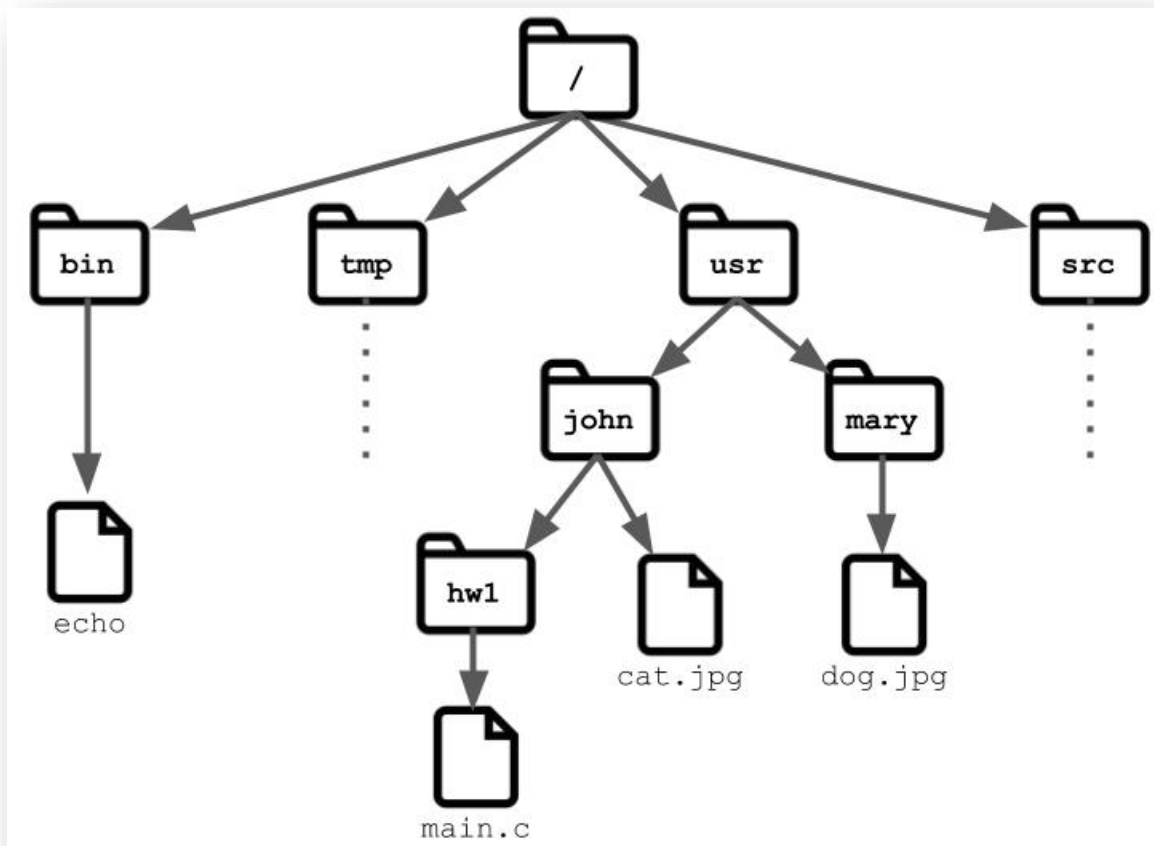 /
bin
tmp
usr
src
john
mary
hw1
echo
cat.jpg
dog.jpg
main.c